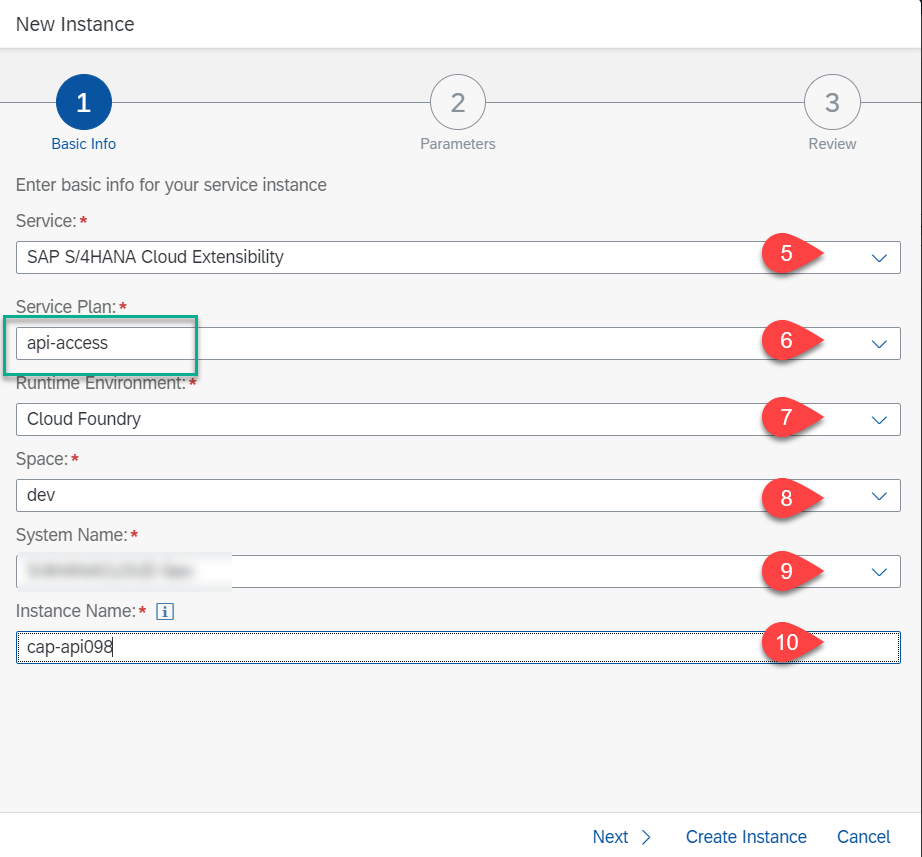 New Instance
1 2 3
Basic Info Parameters Review
Enter basic info for your service instance
Service:*
SAP S/4HANA Cloud Extensibility 5
Service Plan:*
api-access 6
Runtime Environment:*
Cloud Foundry 7
Space:*
dev 8
System Name:*
9
Instance Name:* i
cap-api098 10
Next Create Instance Cancel